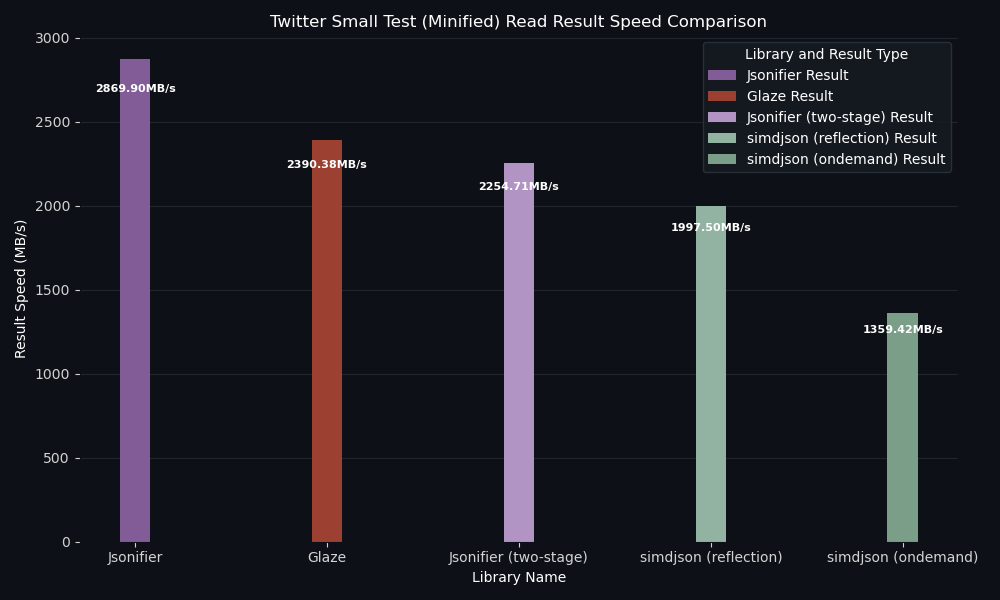 Twitter Small Test (Minified) Read Result Speed Comparison
Library and Result Type
Jsonifier Result
Glaze Result
Jsonifier (two-stage) Result
simdjson (reflection) Result
simdjson (ondemand) Result
Result Speed (MB/s)
3000
2500
2000
1500
1000
500
0
2869.90MB/s
2390.38MB/s
2254.71MB/s
1997.50MB/s
1359.42MB/s
Jsonifier
Glaze
Jsonifier (two-stage)
simdjson (reflection)
simdjson (ondemand)
Library Name